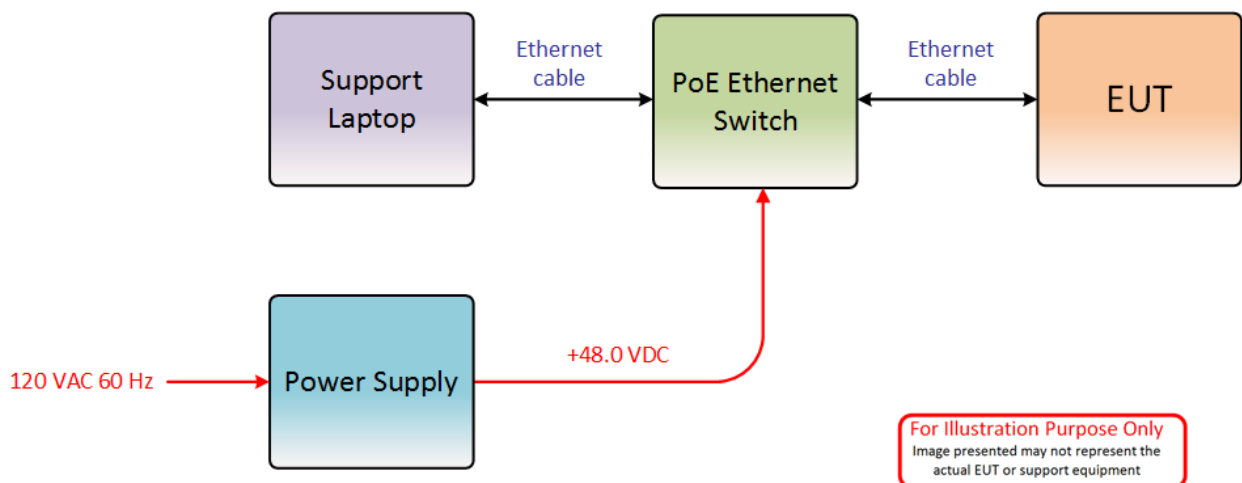 Support
Laptop
Ethernet
cable
PoE Ethernet
Switch
Ethernet
cable
EUT
120 VAC 60 Hz
Power Supply
+48.0 VDC
For Illustration Purpose Only
Image presented may not represent the
actual EUT or support equipment